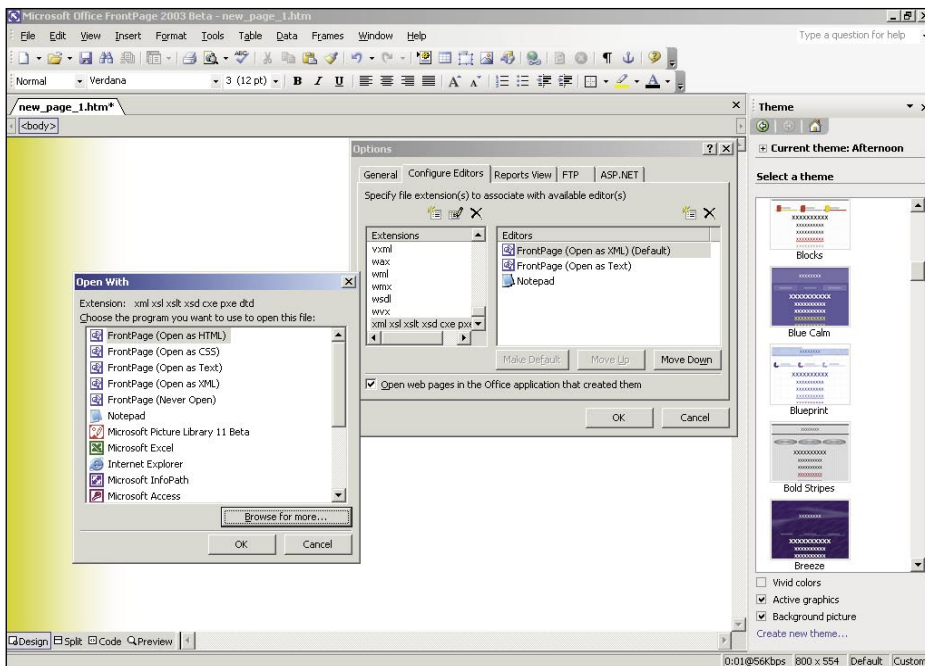 Microsoft Office FrontPage 2003 Beta - new_page_1.htm
File Edit View Insert Format Tools Table Data Frames Window Help
Type a question for help
Normal Verdana 3 (12 pt) B I U
new_page_1.htm*
<body>
Options
General Configure Editors Reports View FTP ASP.NET
Specify file extension(s) to associate with available editor(s)
Extensions
vxml
wax
wml
wmx
wsdl
wvx
xml xsl xslt xsd cxe pxe
Editors
FrontPage (Open as XML) (Default)
FrontPage (Open as Text)
Notepad
Make Default Move Up Move Down
Open web pages in the Office application that created them
OK Cancel
Open With
Extension: xml xsl xslt xsd cxe pxe dtd
Choose the program you want to use to open this file:
FrontPage (Open as HTML)
FrontPage (Open as CSS)
FrontPage (Open as Text)
FrontPage (Open as XML)
FrontPage (Never Open)
Notepad
Microsoft Picture Library 11 Beta
Microsoft Excel
Internet Explorer
Microsoft InfoPath
Microsoft Access
Browse for more...
OK Cancel
Theme
Current theme: Afternoon
Select a theme
XXXXXXXXXX
Blocks
XXXXXXXXXX
Blue Calm
XXXXXXXXXX
Blueprint
XXXXXXXXXX
Bold Stripes
XXXXXXXXXX
Breeze
Vivid colors
Active graphics
Background picture
Create new theme...
Design Split Code Preview
0:01@56Kbps 800 x 554 Default Custom